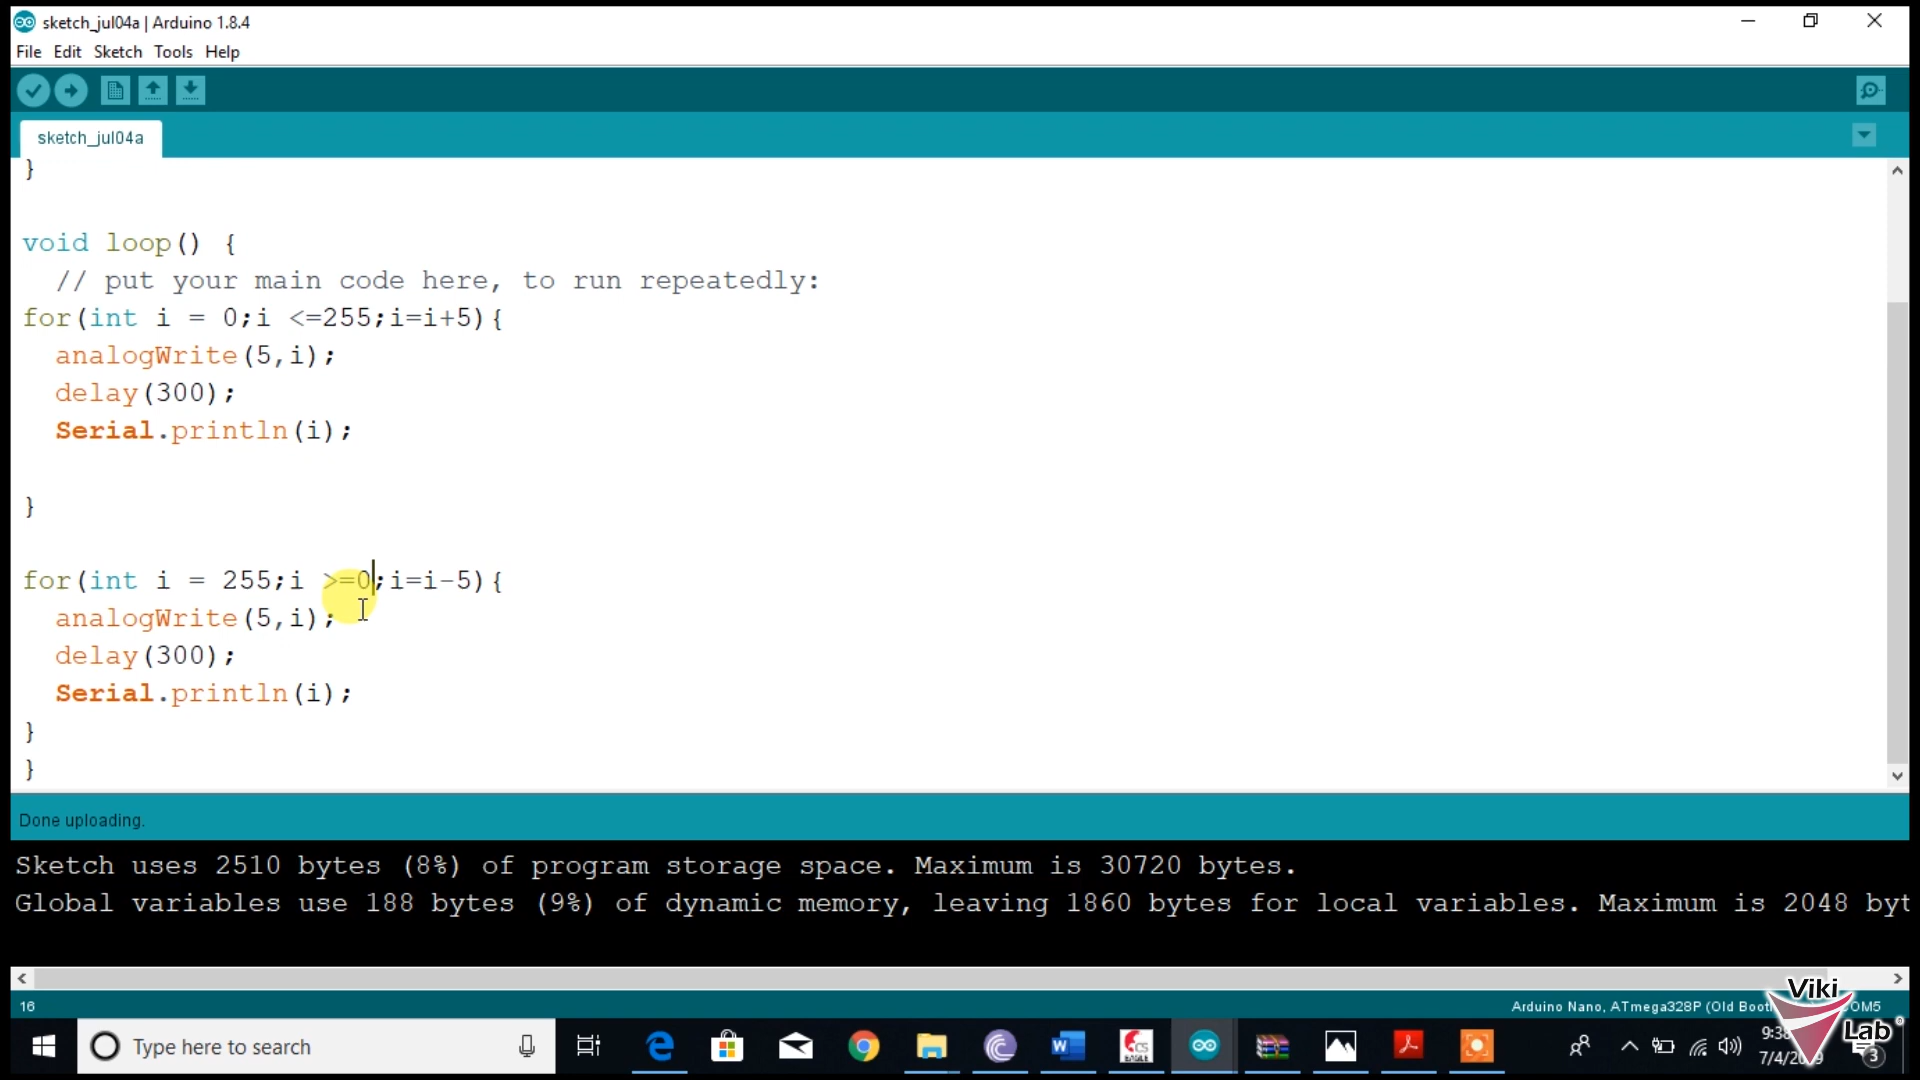 sketch_jul04a | Arduino 1.8.4
File Edit Sketch Tools Help
sketch_jul04a
}
void loop() {
// put your main code here, to run repeatedly:
for(int i = 0;i <=255;i=i+5){
analogWrite(5,i);
delay(300);
Serial.println(i);
}
for(int i = 255;i >=0;i=i-5){
analogWrite(5,i);
delay(300);
Serial.println(i);
}
}
Done uploading.
Sketch uses 2510 bytes (8%) of program storage space. Maximum is 30720 bytes.
Global variables use 188 bytes (9%) of dynamic memory, leaving 1860 bytes for local variables. Maximum is 2048 byt
16
Arduino Nano, ATmega328P (Old Boot OM5
Type here to search
Viki
Lab
3